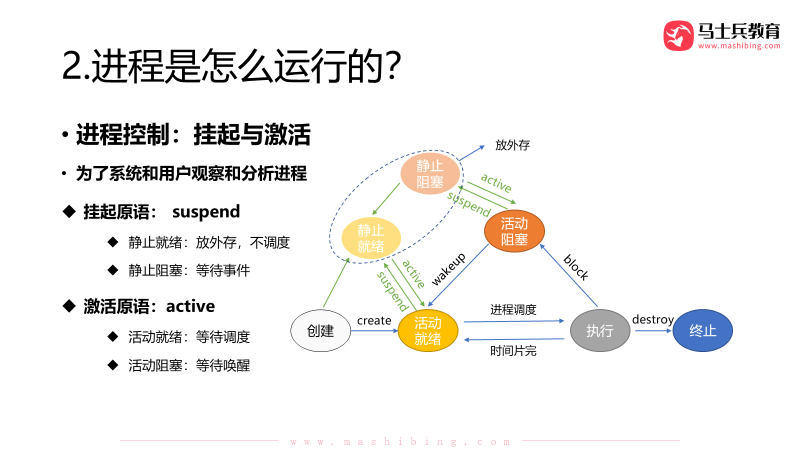 马士兵教育
www.mashibing.com
2.进程是怎么运行的?
• 进程控制：挂起与激活
• 为了系统和用户观察和分析进程
◆ 挂起原语： suspend
◆ 静止就绪：放外存，不调度
◆ 静止阻塞：等待事件
◆ 激活原语：active
◆ 活动就绪：等待调度
◆ 活动阻塞：等待唤醒
放外存
静止
阻塞
active
suspend
活动
阻塞
静止
就绪
active
suspend
wakeup
block
创建
create
活动
就绪
进程调度
时间片完
执行
destroy
终止
www.mashibing.com